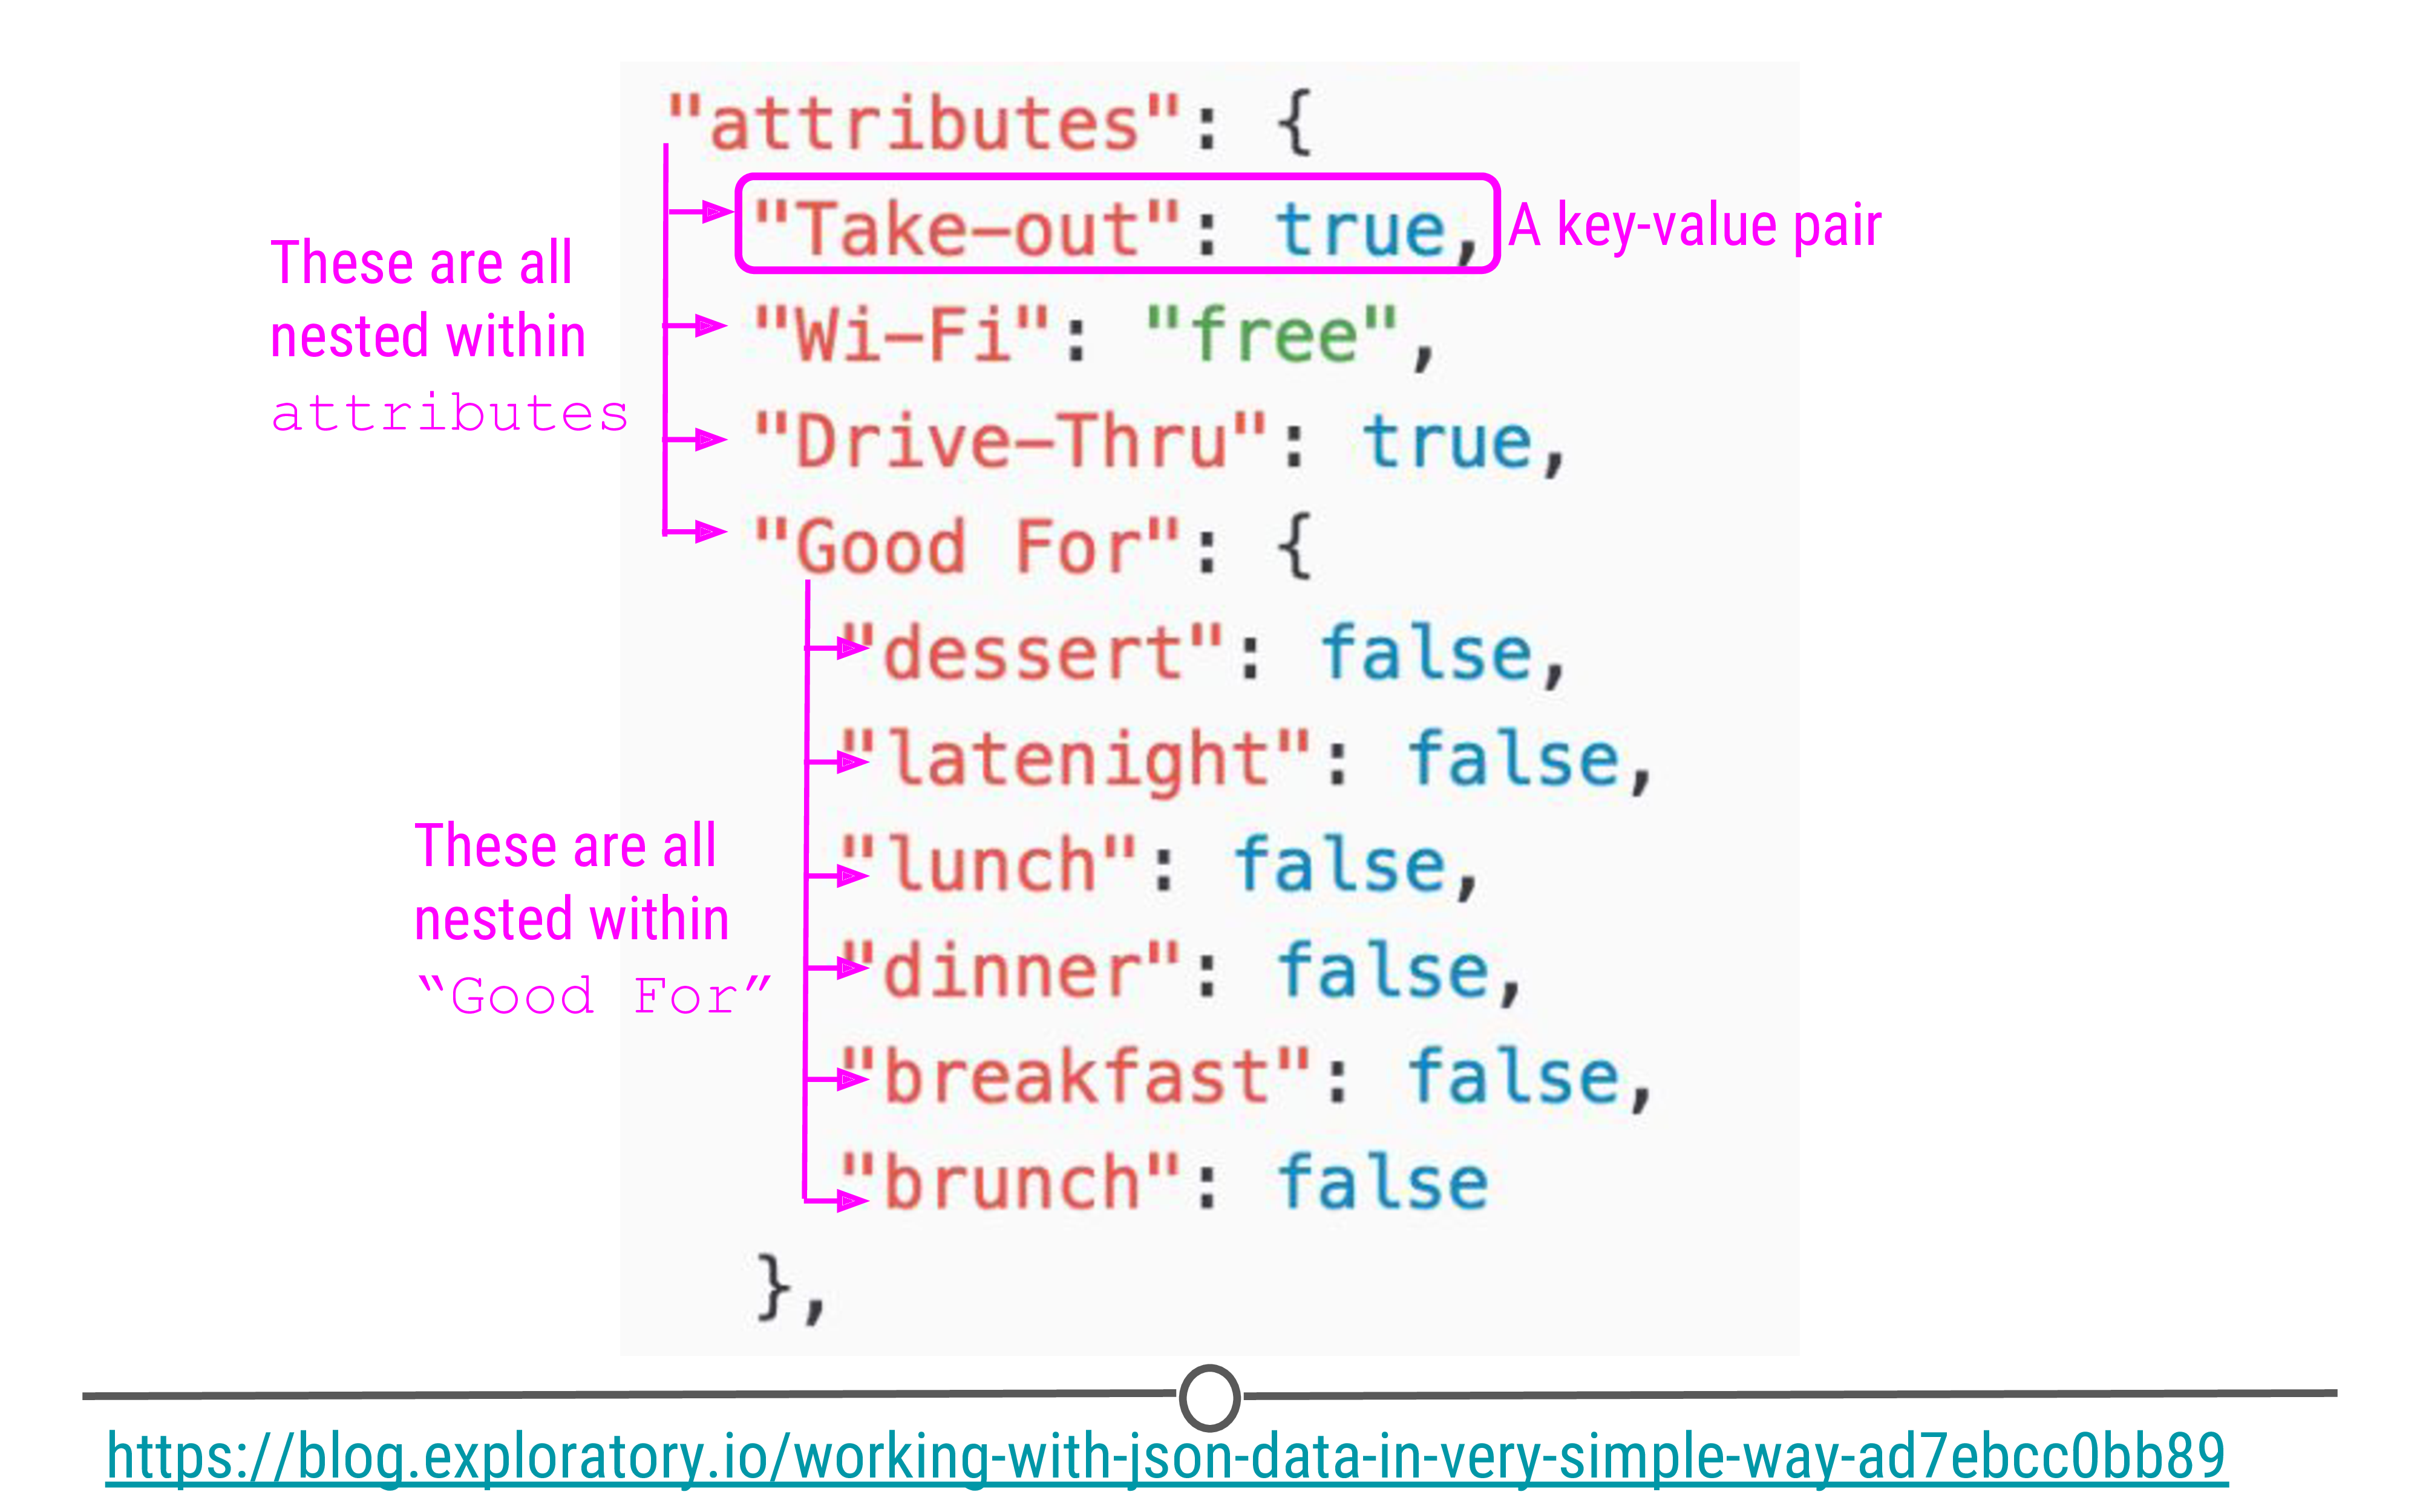 "attributes": {
"Take-out": true,
A key-value pair
These are all
nested within
attributes
"Wi-Fi": "free",
"Drive-Thru": true,
"Good For": {
"dessert": false,
"latenight": false,
"lunch": false,
These are all
nested within
“Good For”
"dinner": false,
"breakfast": false,
"brunch": false
},
https://blog.exploratory.io/working-with-json-data-in-very-simple-way-ad7ebcc0bb89